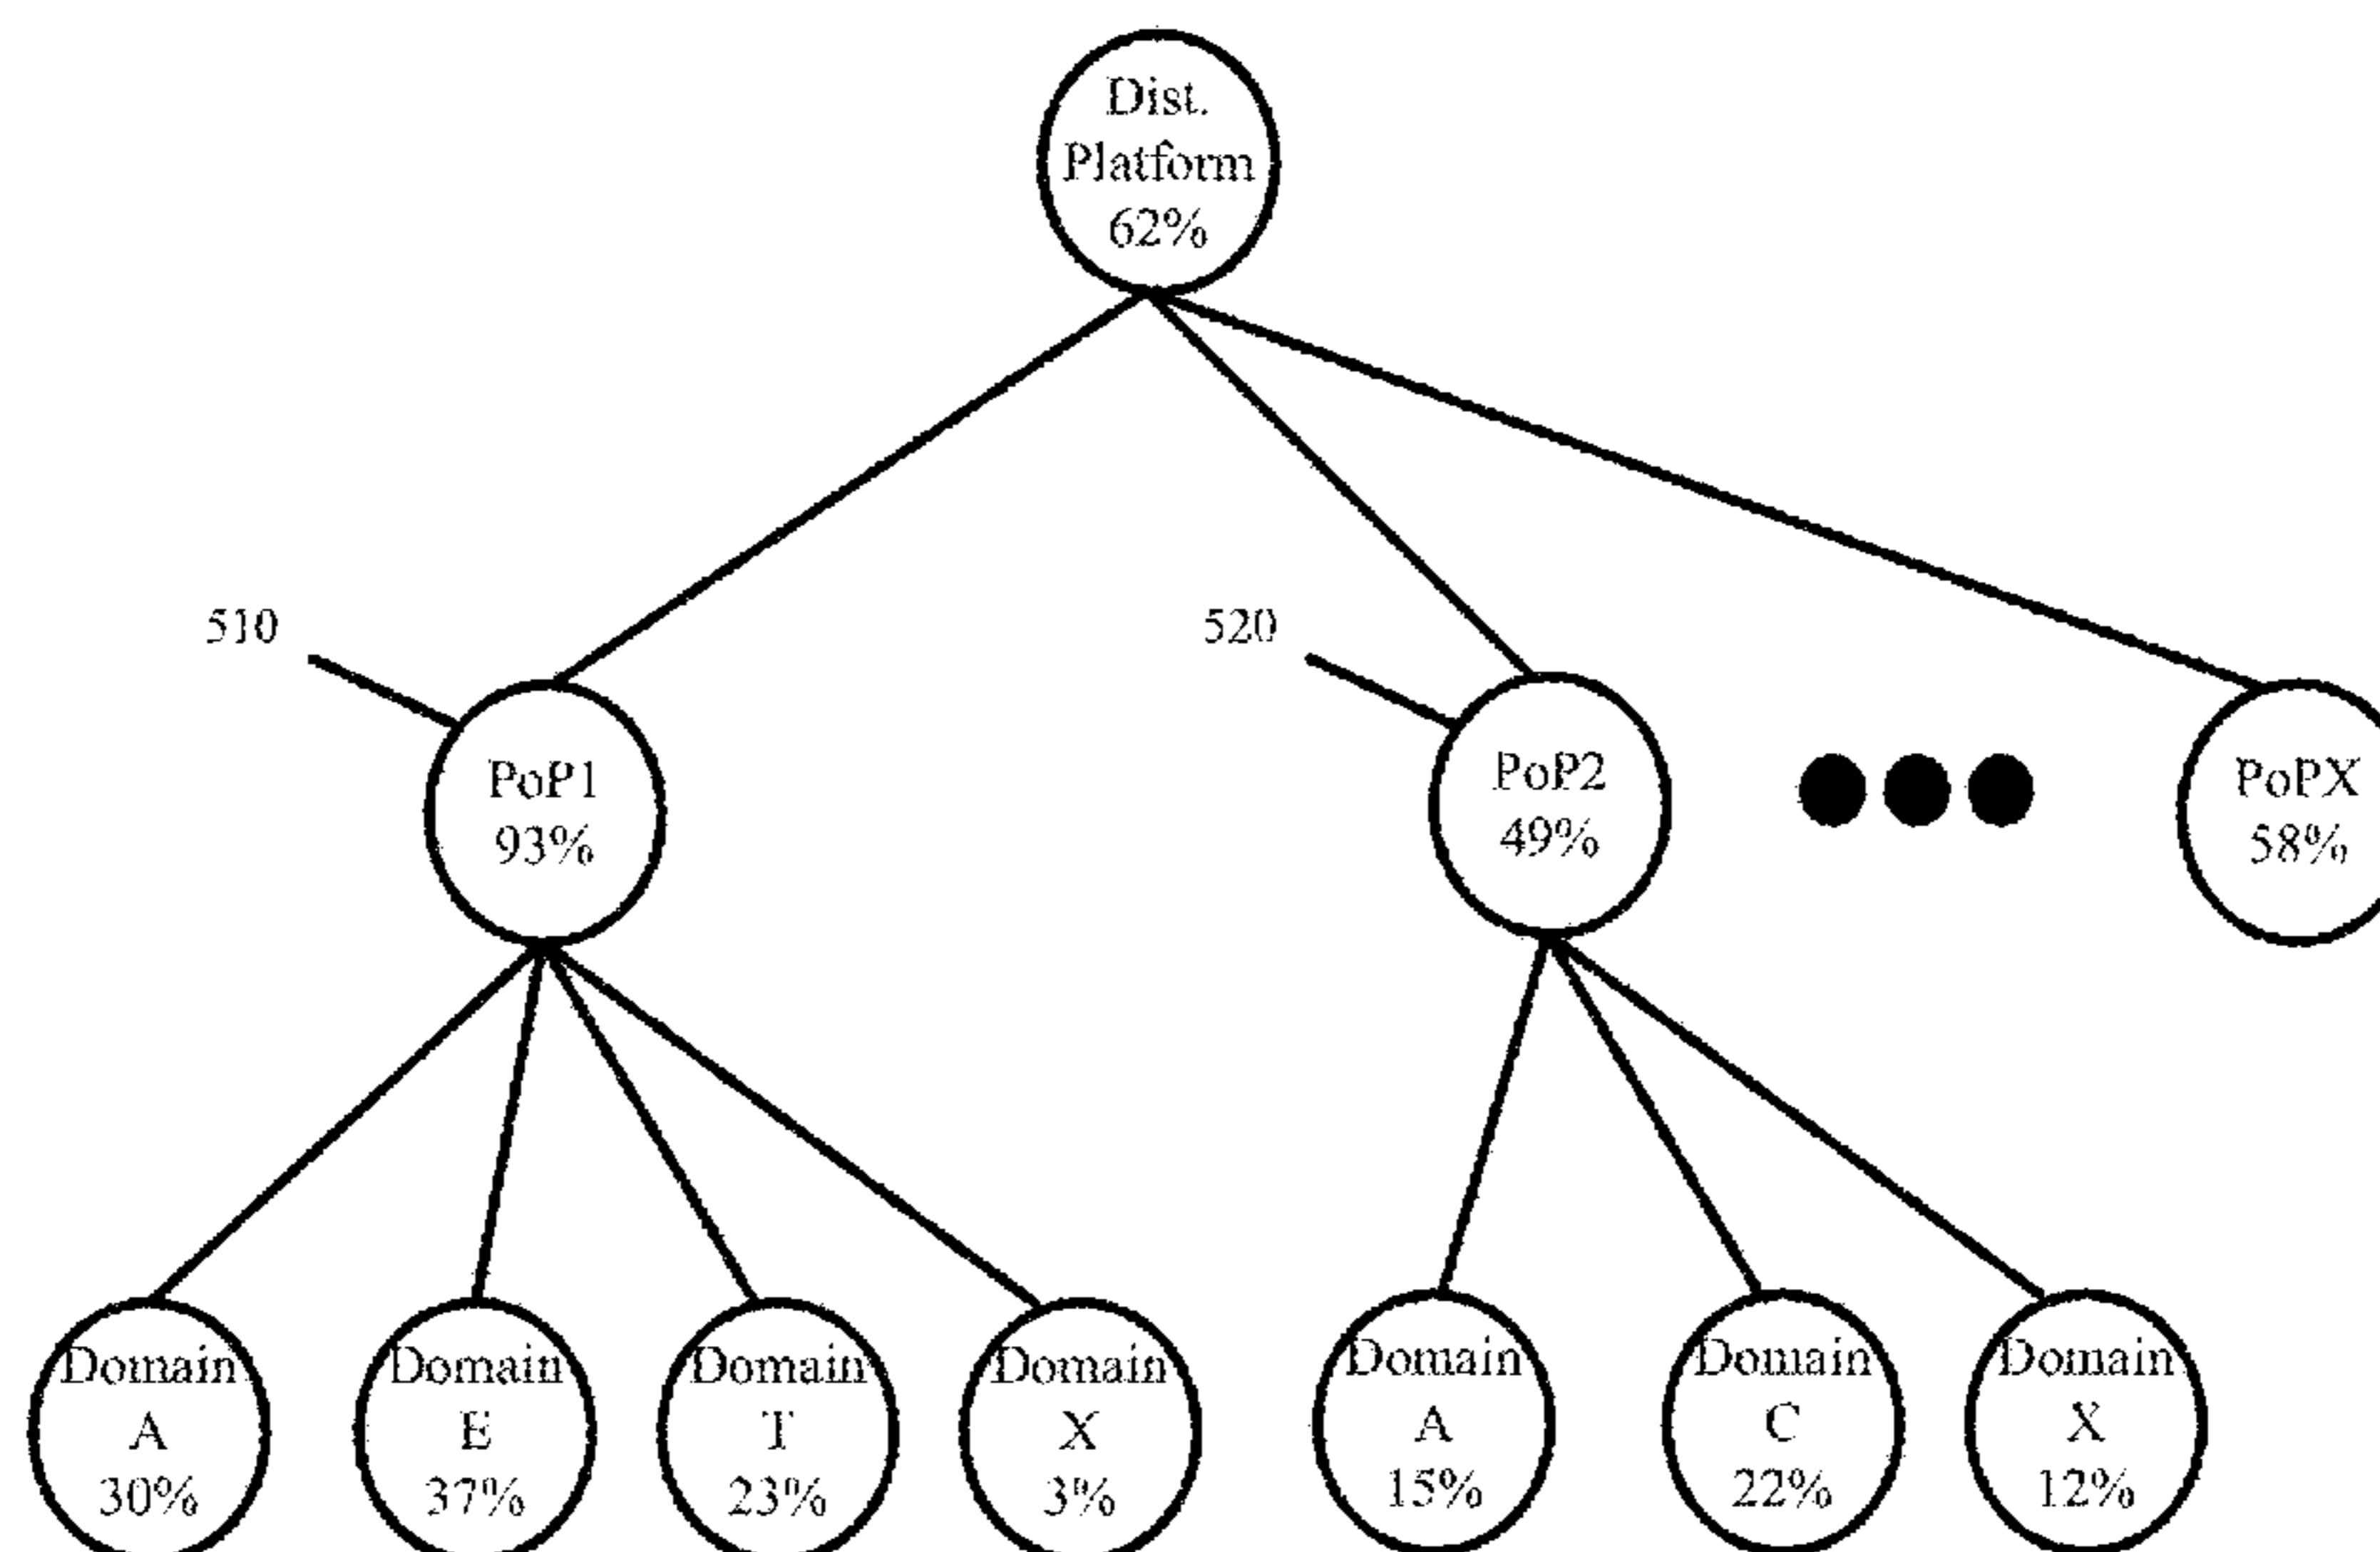 Dist.
Platform
62%
510
520
PoP1
93%
PoP2
49%
PoPX
58%
Domain
A
30%
Domain
E
37%
Domain
T
23%
Domain
X
3%
Domain
A
15%
Domain
C
22%
Domain
X
12%